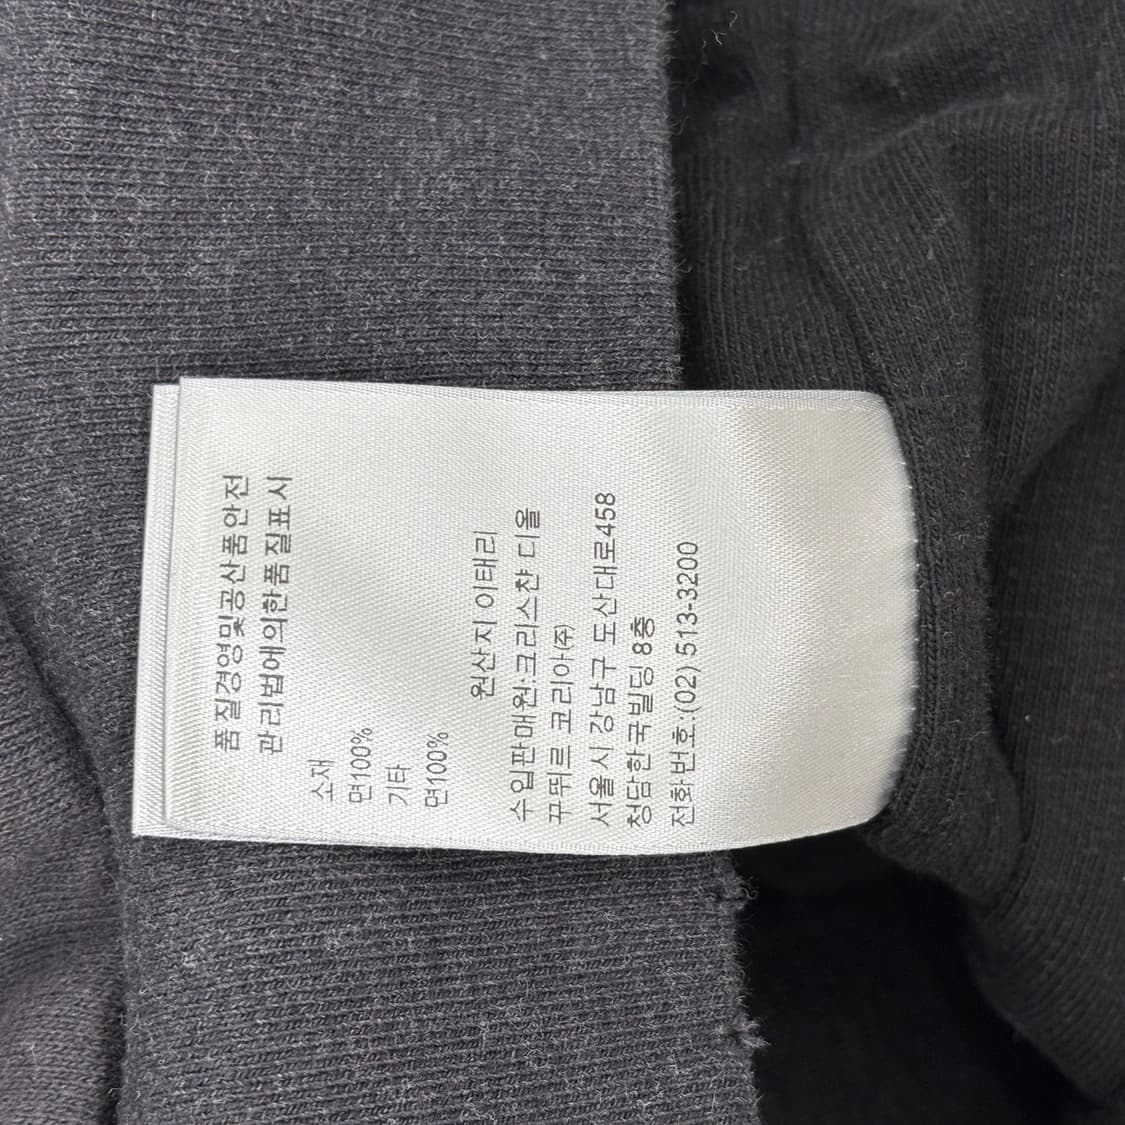 품질경영및공산품안전
관리법에의한품질표시
소재
면100%
기타
면100%
원산지 이태리
수입판매원:크리스챤 디올
꾸뛰르 코리아(주)
서울시 강남구 도산대로458
청담한국빌딩 8층
전화번호:(02) 513-3200